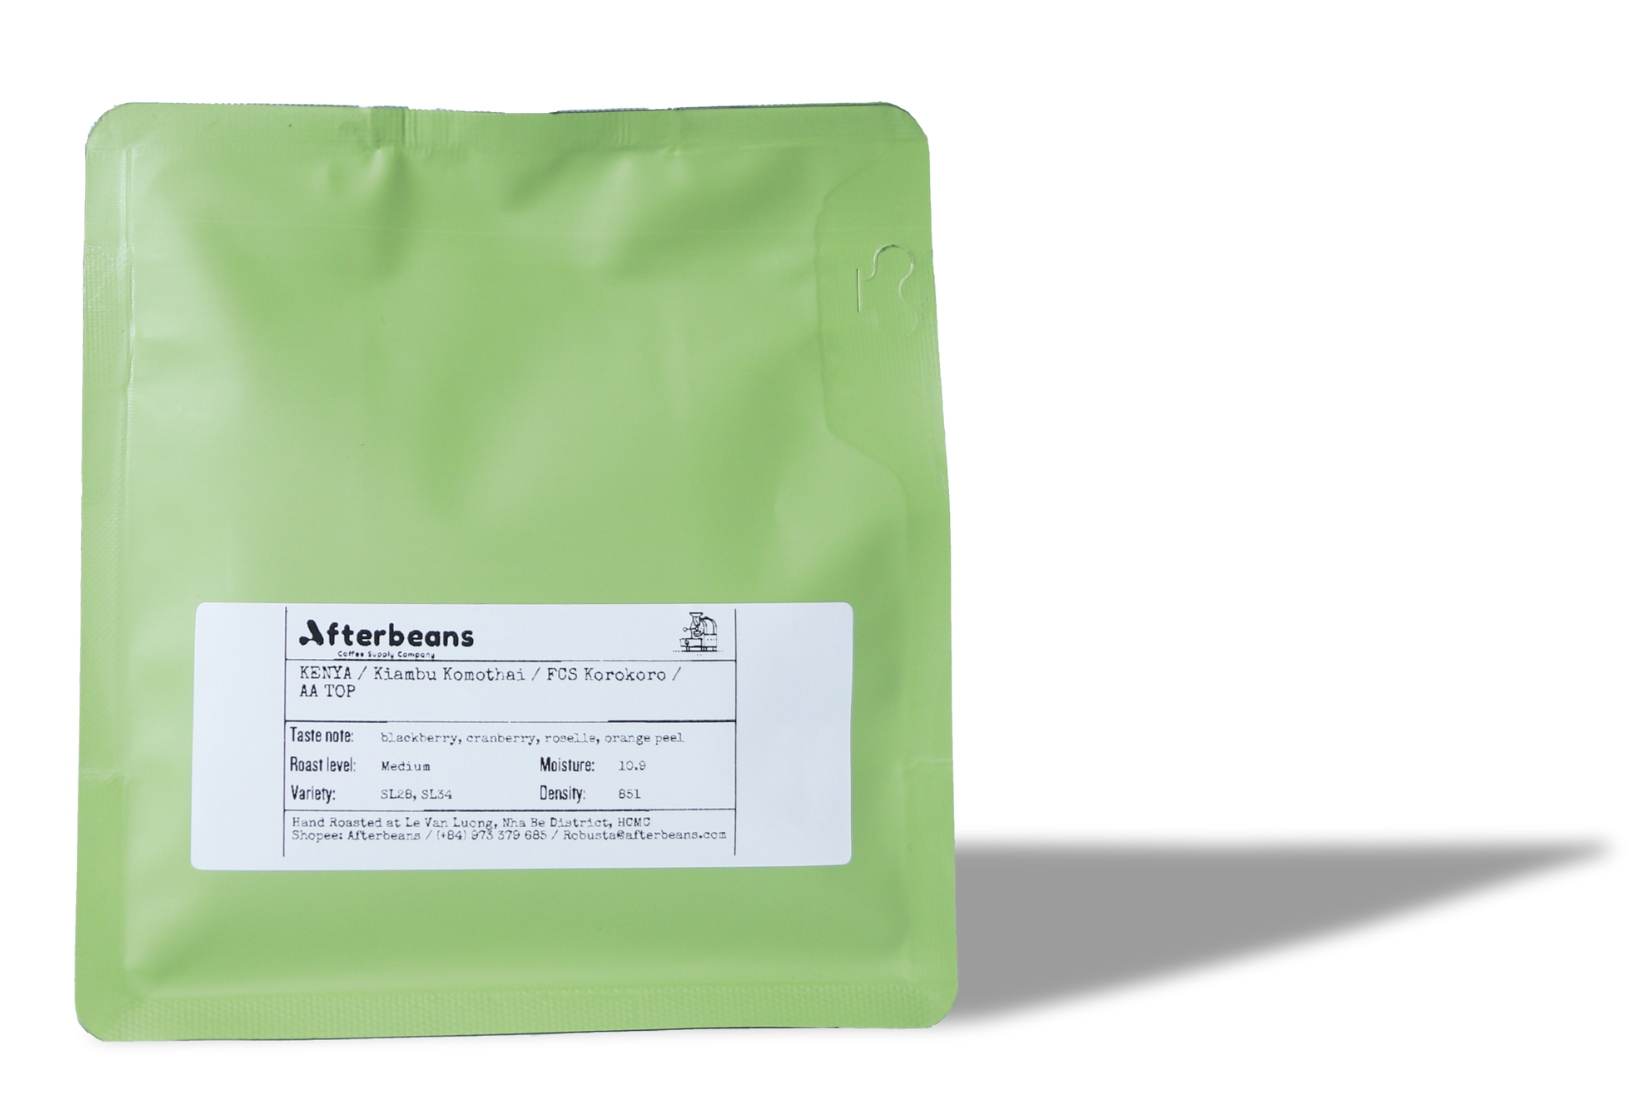 Afterbeans
Coffee Supply Company
KENYA / Kiambu Komothai / FCS Korokoro /
AA TOP
Taste note: blackberry, cranberry, roselle, orange peel
Roast level: Medium Moisture: 10.9
Variety: SL28, SL34 Density: 851
Hand Roasted at Le Van Luong, Nha Be District, HCMC
Shopee: Afterbeans / (+84) 973 379 685 / Robusta@afterbeans.com